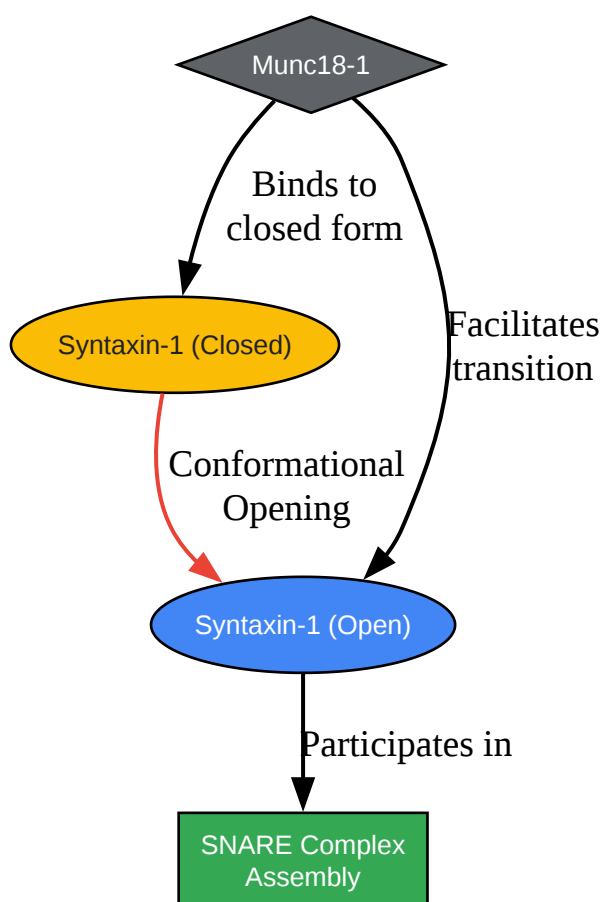 Munc18-1
Binds to
closed form
Facilitates
transition
Syntaxin-1 (Closed)
Conformational
Opening
Syntaxin-1 (Open)
Participates in
SNARE Complex
Assembly